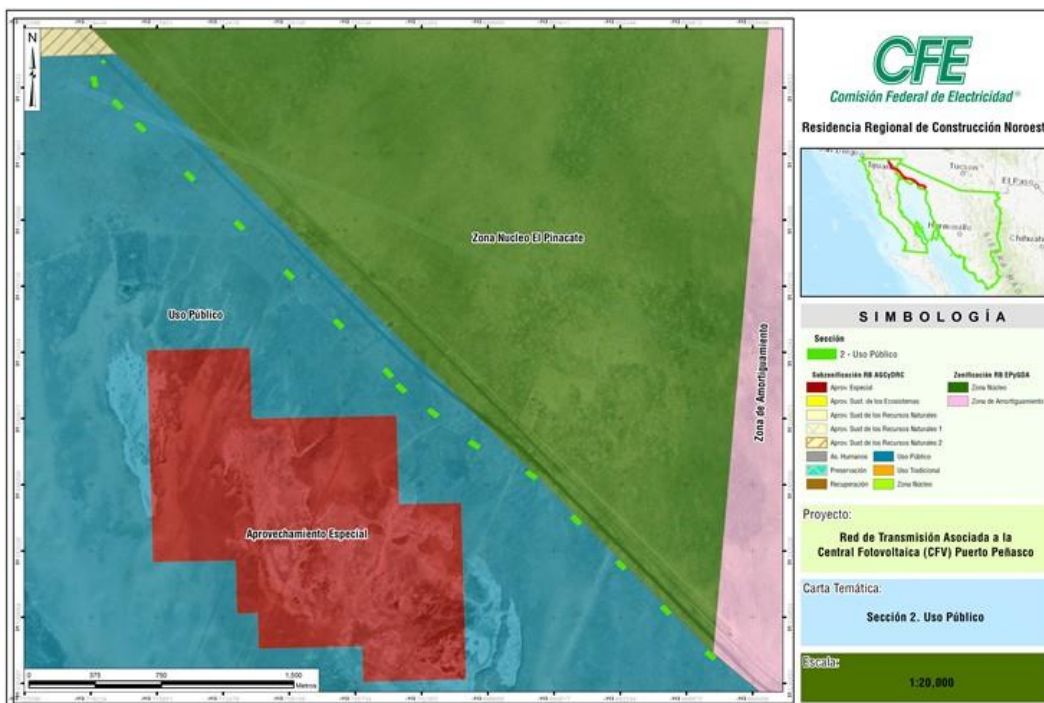 N
Zona Nucleo El Pinacate
Uso Público
Zona de Amortiguamiento
Aprovechamiento Especial
0 375 750 1,500
Metros
CFE
Comisión Federal de Electricidad®
Residencia Regional de Construcción Noroest
Tucson
El Paso
Hermosillo
Chihuah
SIMBOLOGÍA
Sección
2 - Uso Público
Subzonificación RB AGCyDRC
Aprov. Especial
Aprov. Sust. de los Ecosistemas
Aprov. Sust de los Recursos Naturales
Aprov. Sust de los Recursos Naturales 1
Aprov. Sust de los Recursos Naturales 2
As. Humanos
Uso Público
Preservación
Uso Tradicional
Recuperación
Zona Núcleo
Zonificación RB EPyGDA
Zona Núcleo
Zona de Amortiguamiento
Proyecto:
Red de Transmisión Asociada a la
Central Fotovoltaica (CFV) Puerto Peñasco
Carta Temática:
Sección 2. Uso Público
Escala:
1:20,000